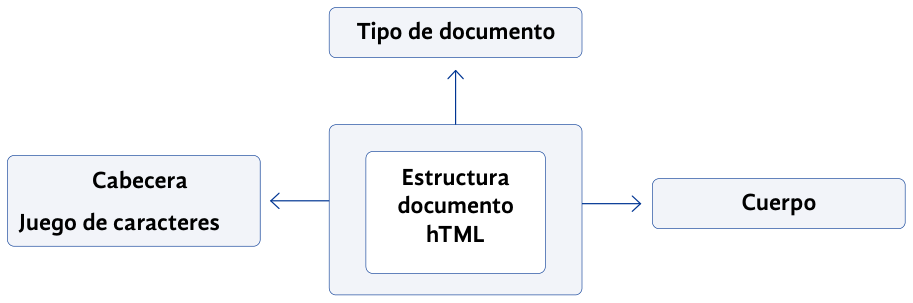 Tipo de documento
Cabecera
Juego de caracteres
Estructura
documento
hTML
Cuerpo